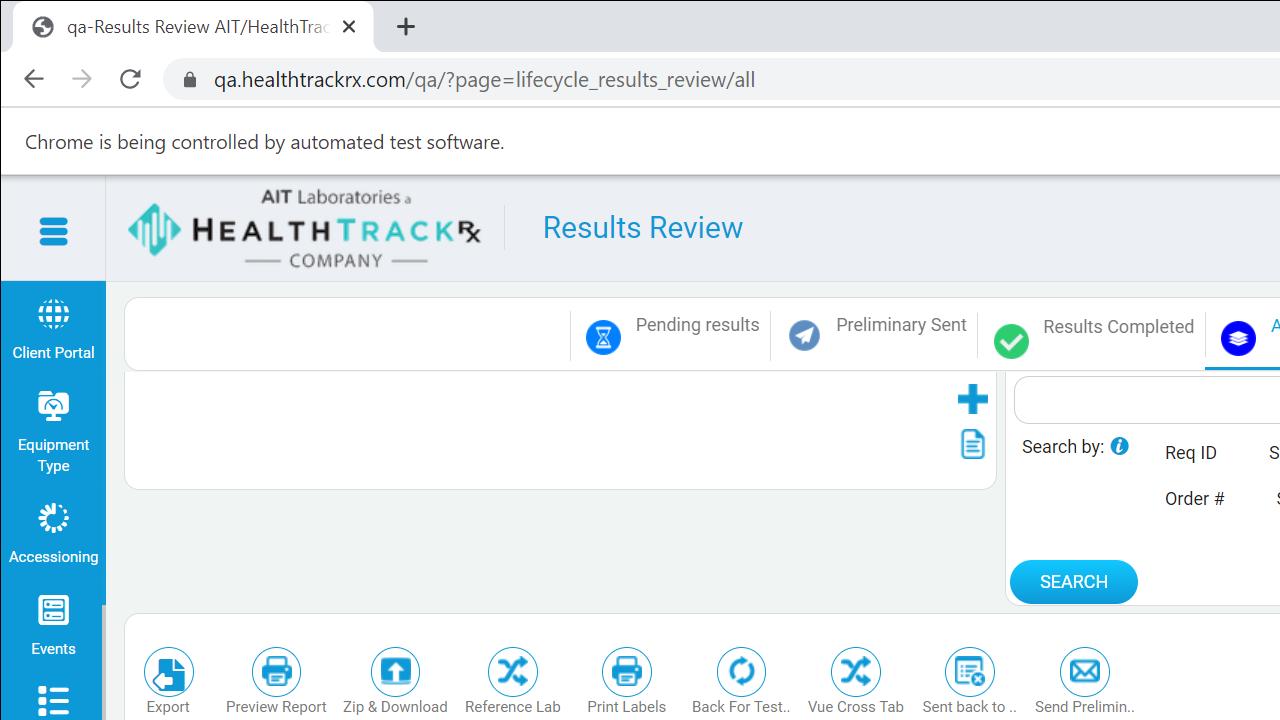 qa-Results Review AIT/HealthTrac
qa.healthtrackrx.com/qa/?page=lifecycle_results_review/all
Chrome is being controlled by automated test software.
AIT Laboratories a
HEALTHTRACKRx
COMPANY
Results Review
Client Portal
Equipment
Type
Accessioning
Events
Pending results
Preliminary Sent
Results Completed
A
Search by:
Req ID
S
Order #
SEARCH
Export
Preview Report
Zip & Download
Reference Lab
Print Labels
Back For Test..
Vue Cross Tab
Sent back to ..
Send Prelimin..